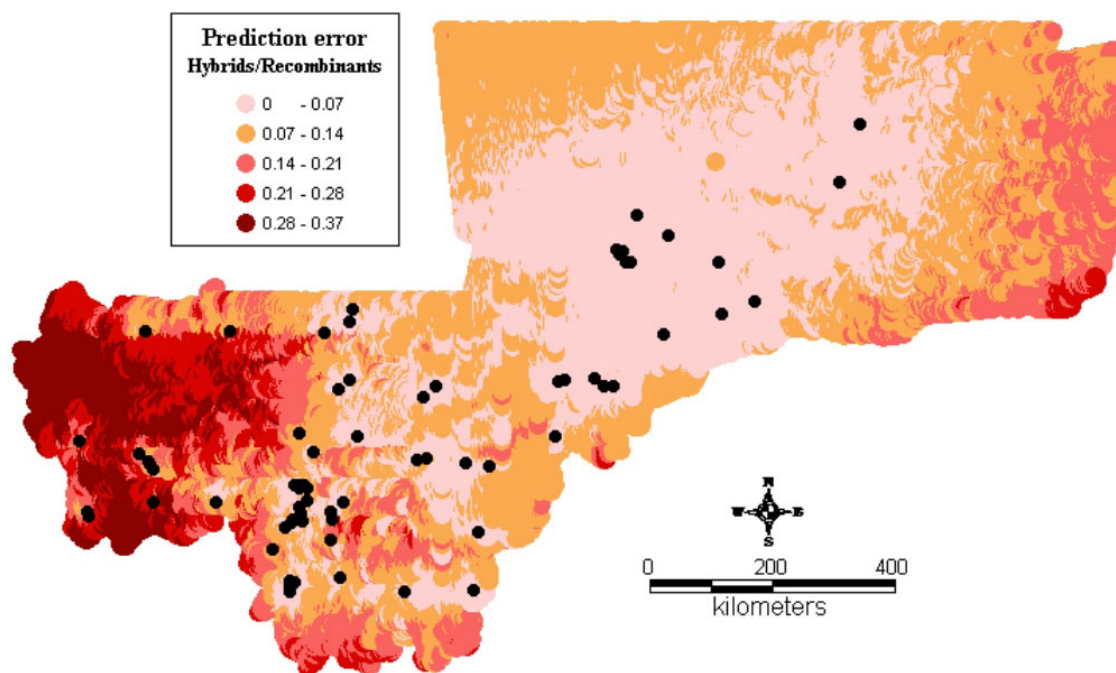 Prediction error
Hybrids/Recombinants
0 - 0.07
0.07 - 0.14
0.14 - 0.21
0.21 - 0.28
0.28 - 0.37
N
W E
S
0 200 400
kilometers